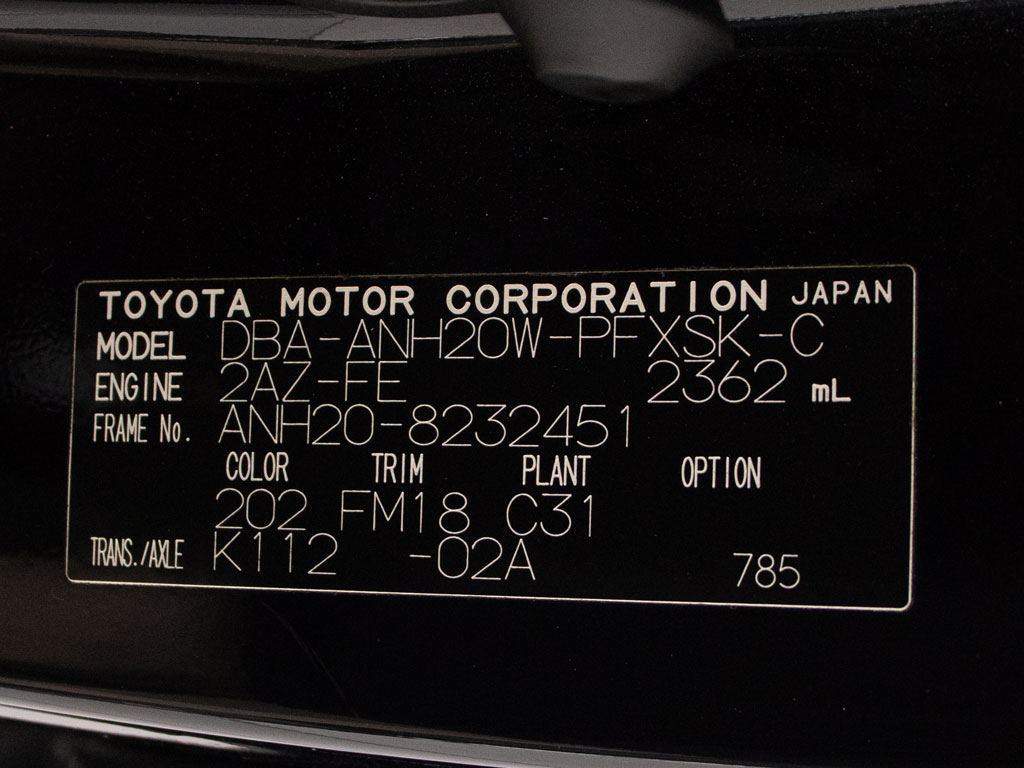 TOYOTA MOTOR CORPORATION JAPAN
MODEL DBA-ANH20W-PFXSK-C
ENGINE 2AZ-FE 2362 mL
FRAME No. ANH20-8232451
COLOR TRIM PLANT OPTION
202 FM18 C31
TRANS./AXLE K112 -02A 785